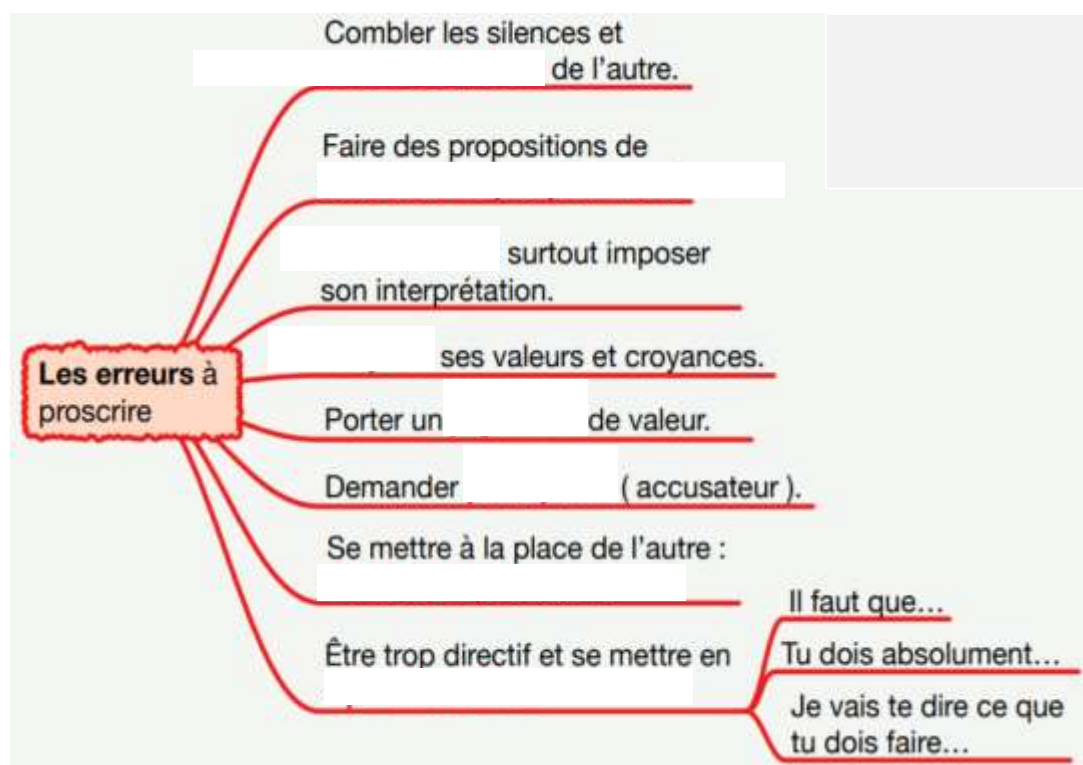 Combler les silences et
de l'autre.
Faire des propositions de
surtout imposer
son interprétation.
ses valeurs et croyances.
Les erreurs à
proscrire
Porter un de valeur.
Demander ( accusateur ).
Se mettre à la place de l'autre :
Être trop directif et se mettre en
Il faut que...
Tu dois absolument...
Je vais te dire ce que
tu dois faire...